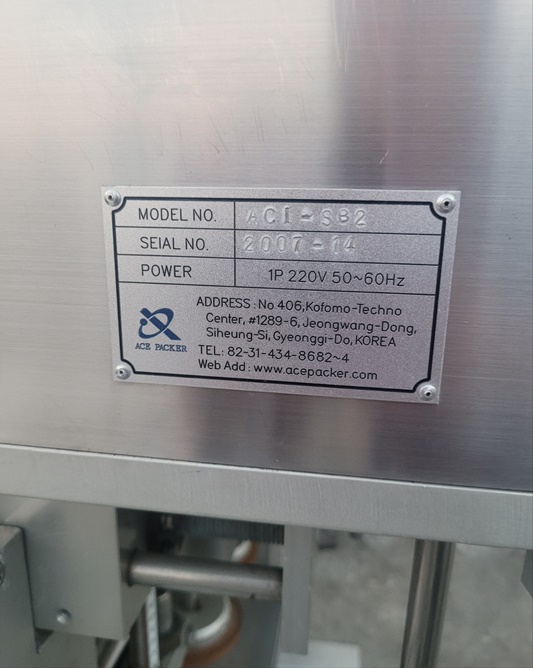 MODEL NO. ACI-SB2
SEIAL NO. 2007-14
POWER 1P 220V 50~60Hz
ADDRESS : No 406,Kofomo-Techno
Center, #1289-6, Jeongwang-Dong,
Siheung-Si, Gyeonggi-Do, KOREA
TEL: 82-31-434-8682~4
Web Add : www.acepacker.com
ACE PACKER